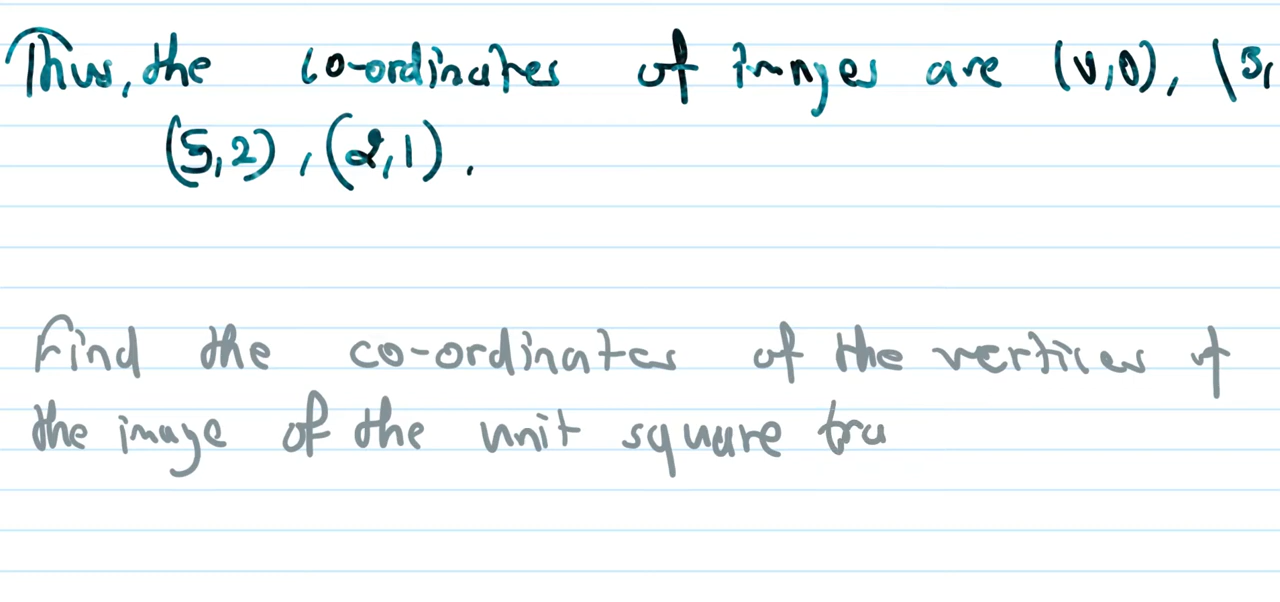 Thus, the co-ordinates of images are (0,0), (3,
(5,2), (2,1).
Find the co-ordinates of the vertices of
the image of the unit square tra